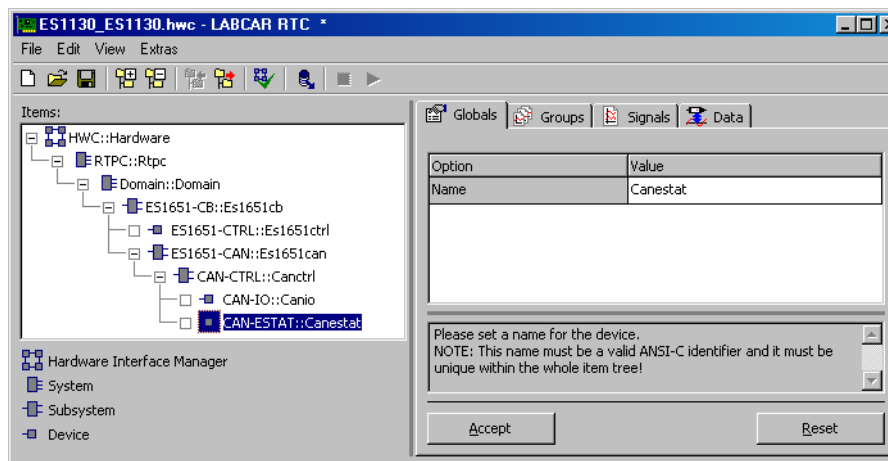 ES1130_ES1130.hwc - LABCAR RTC *
File Edit View Extras
Items:
HWC::Hardware
RTPC::Rtpc
Domain::Domain
ES1651-CB::Es1651cb
ES1651-CTRL::Es1651ctrl
ES1651-CAN::Es1651can
CAN-CTRL::Canctrl
CAN-IO::Canio
CAN-ESTAT::Canestat
Hardware Interface Manager
System
Subsystem
Device
Globals Groups Signals Data
Option Value
Name Canestat
Please set a name for the device.
NOTE: This name must be a valid ANSI-C identifier and it must be
unique within the whole item tree!
Accept Reset